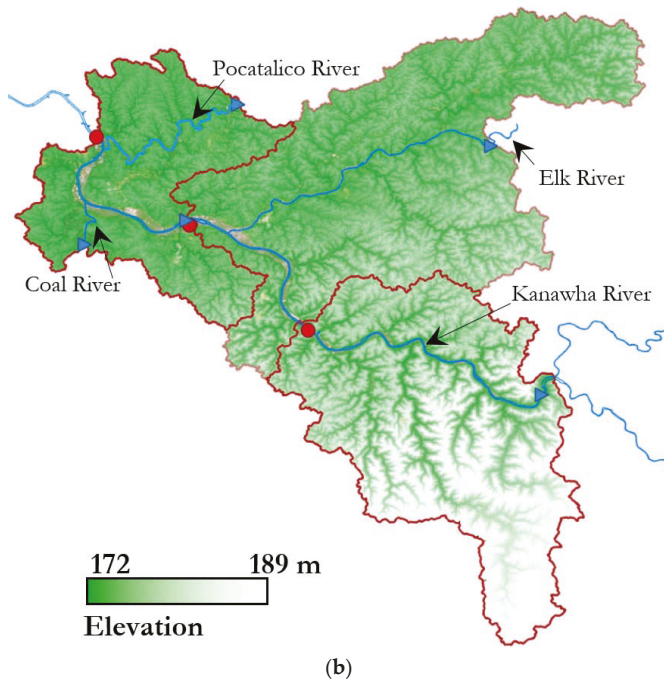 Pocatalico River
Elk River
Coal River
Kanawha River
172 189 m
Elevation
(b)